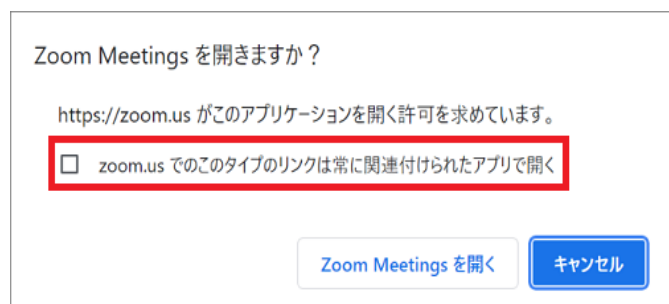 Zoom Meetings を開きますか？
https://zoom.us がこのアプリケーションを開く許可を求めています。
zoom.us でのこのタイプのリンクは常に関連付けられたアプリで開く
Zoom Meetings を開く
キャンセル